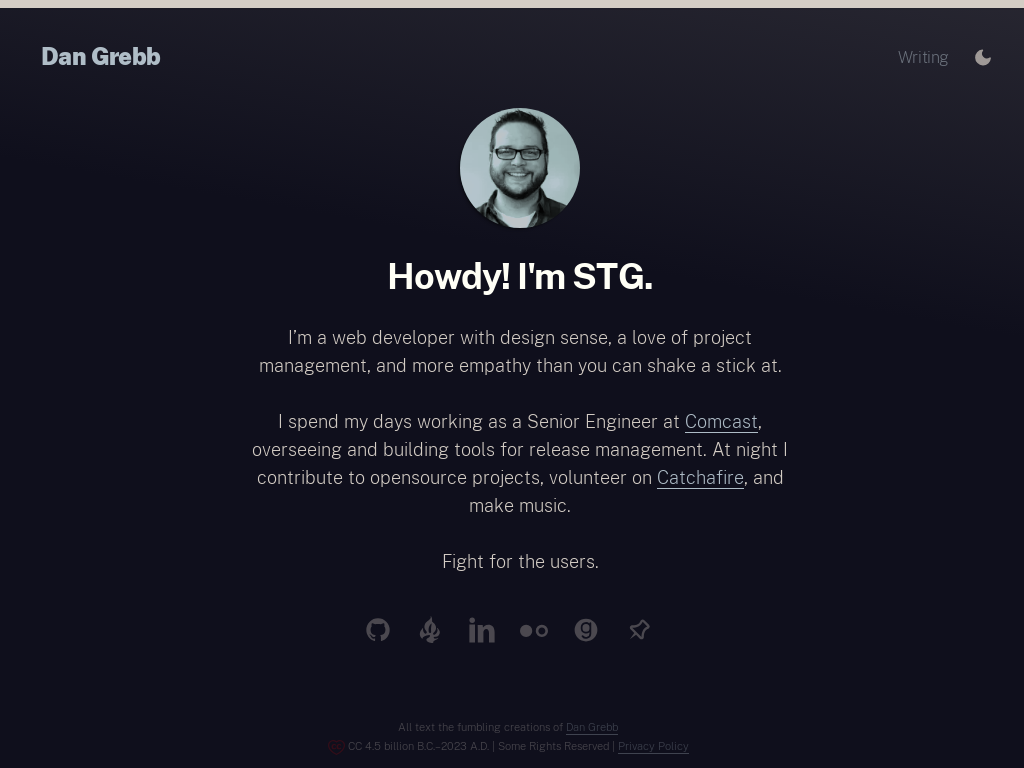 Dan Grebb
Writing
Howdy! I'm STG.
I’m a web developer with design sense, a love of project
management, and more empathy than you can shake a stick at.
I spend my days working as a Senior Engineer at Comcast,
overseeing and building tools for release management. At night I
contribute to opensource projects, volunteer on Catchafire, and
make music.
Fight for the users.
All text the fumbling creations of Dan Grebb
CC 4.5 billion B.C.–2023 A.D. | Some Rights Reserved | Privacy Policy